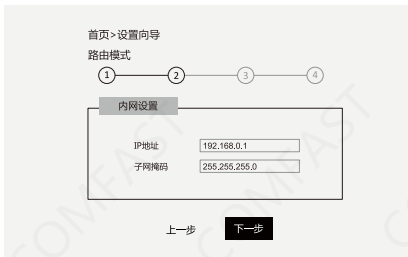 首页>设置向导
路由模式
1 2 3 4
内网设置
IP地址 192.168.0.1
子网掩码 255.255.255.0
上一步 下一步
COMFAST
COMFAST